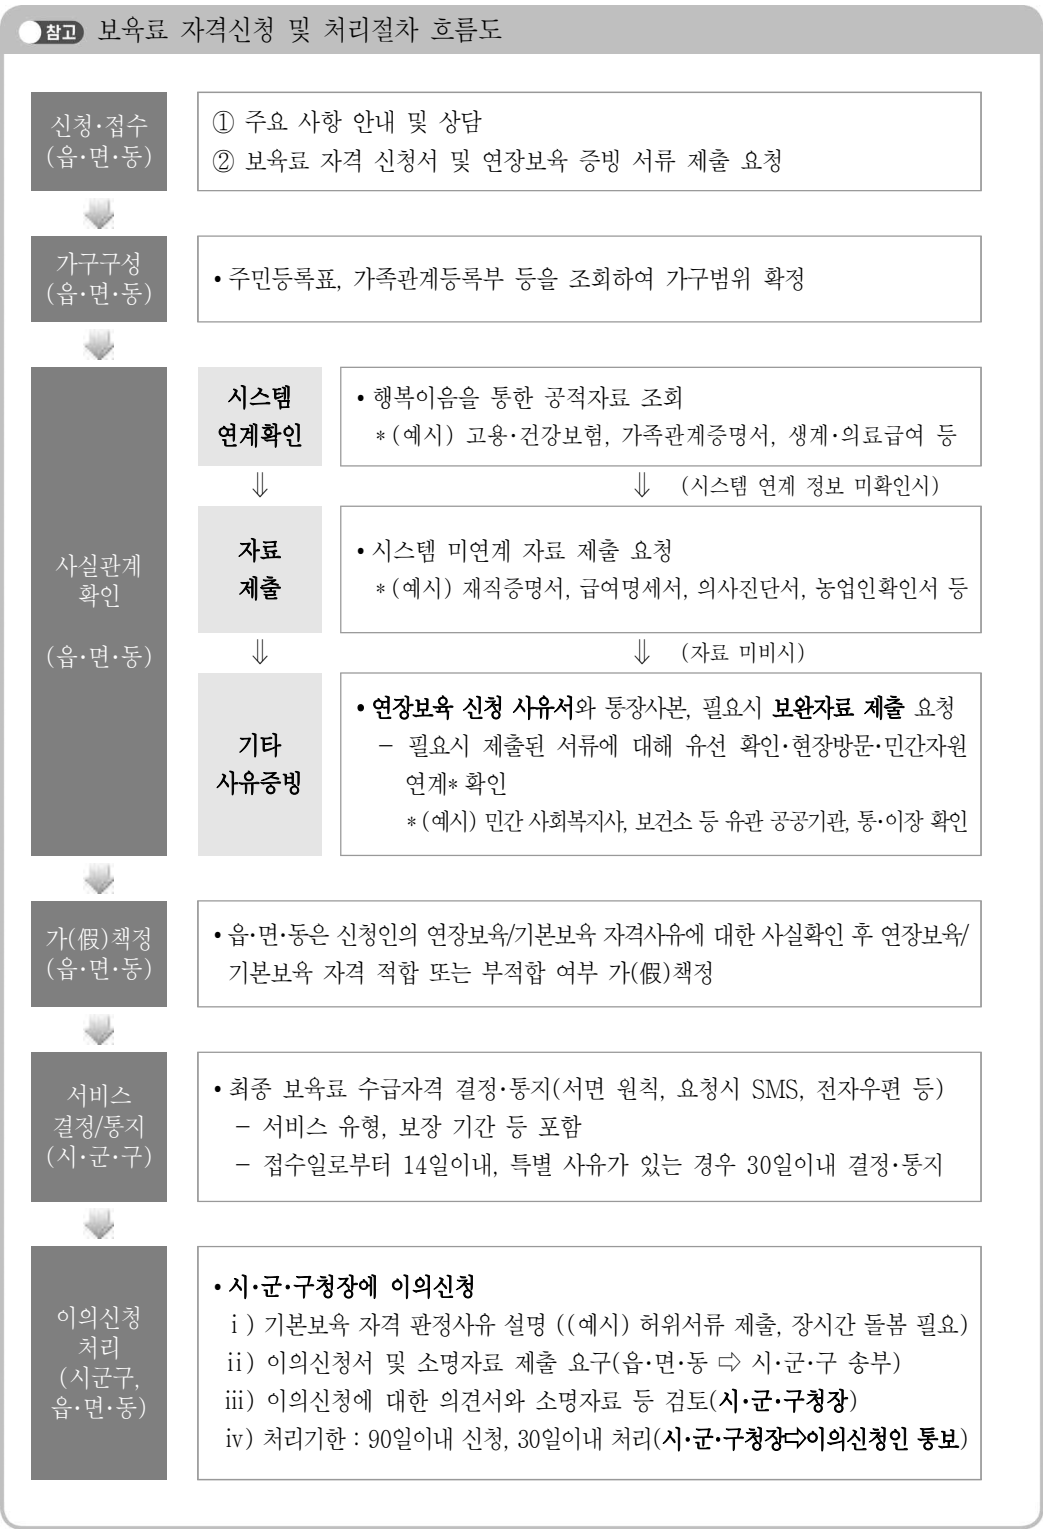 참고 보육료 자격신청 및 처리절차 흐름도
신청·접수
(읍·면·동)
① 주요 사항 안내 및 상담
② 보육료 자격 신청서 및 연장보육 증빙 서류 제출 요청
가구구성
(읍·면·동)
• 주민등록표, 가족관계등록부 등을 조회하여 가구범위 확정
사실관계
확인
(읍·면·동)
시스템
연계확인
• 행복이음을 통한 공적자료 조회
* (예시) 고용·건강보험, 가족관계증명서, 생계·의료급여 등
⇓ ⇓ (시스템 연계 정보 미확인시)
자료
제출
• 시스템 미연계 자료 제출 요청
* (예시) 재직증명서, 급여명세서, 의사진단서, 농업인확인서 등
⇓ ⇓ (자료 미비시)
기타
사유증빙
• 연장보육 신청 사유서와 통장사본, 필요시 보완자료 제출 요청
− 필요시 제출된 서류에 대해 유선 확인·현장방문·민간자원
연계* 확인
* (예시) 민간 사회복지사, 보건소 등 유관 공공기관, 통·이장 확인
가(假)책정
(읍·면·동)
• 읍·면·동은 신청인의 연장보육/기본보육 자격사유에 대한 사실확인 후 연장보육/
기본보육 자격 적합 또는 부적합 여부 가(假)책정
서비스
결정/통지
(시·군·구)
• 최종 보육료 수급자격 결정·통지(서면 원칙, 요청시 SMS, 전자우편 등)
− 서비스 유형, 보장 기간 등 포함
− 접수일로부터 14일이내, 특별 사유가 있는 경우 30일이내 결정·통지
이의신청
처리
(시군구,
읍·면·동)
• 시·군·구청장에 이의신청
ⅰ) 기본보육 자격 판정사유 설명 ((예시) 허위서류 제출, 장시간 돌봄 필요)
ⅱ) 이의신청서 및 소명자료 제출 요구(읍·면·동 ⇨ 시·군·구 송부)
ⅲ) 이의신청에 대한 의견서와 소명자료 등 검토(시·군·구청장)
ⅳ) 처리기한 : 90일이내 신청, 30일이내 처리(시·군·구청장⇨이의신청인 통보)